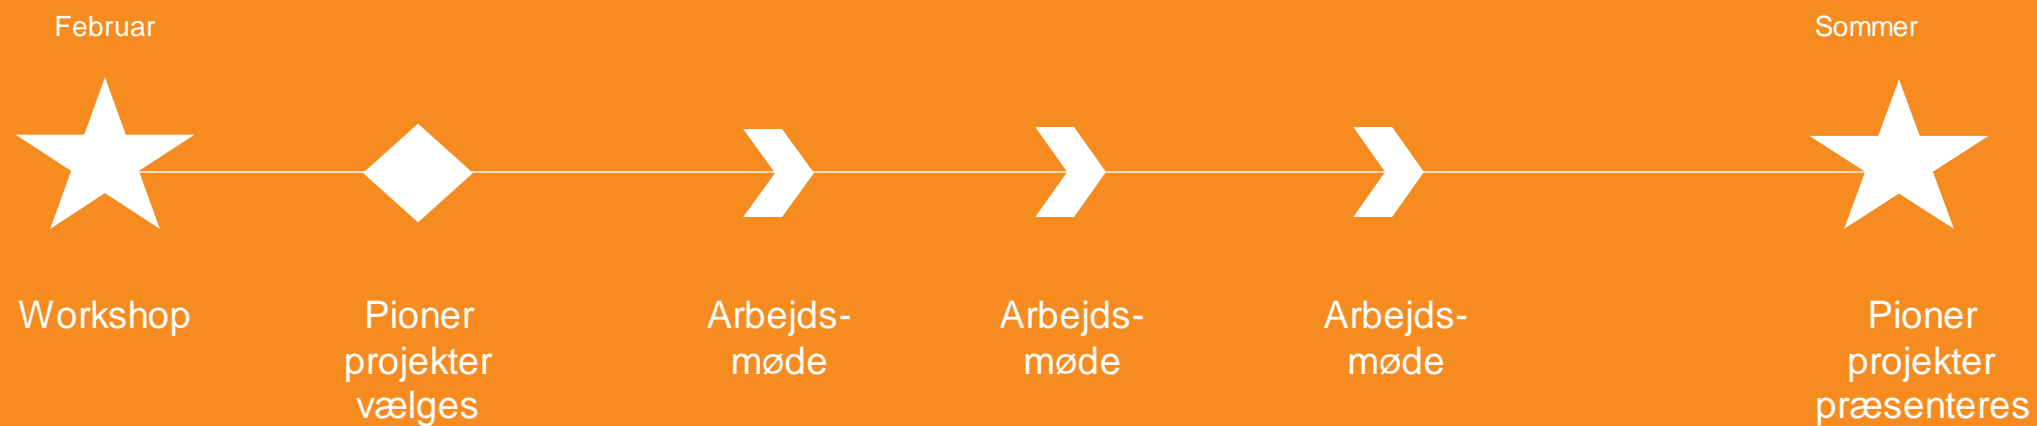 Februar
Sommer
Workshop
Pioner
projekter
vælges
Arbejds-
møde
Arbejds-
møde
Arbejds-
møde
Pioner
projekter
præsenteres